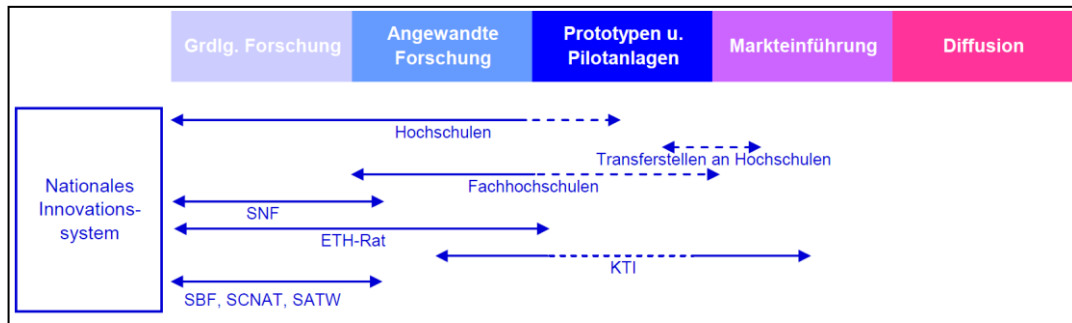 Grdlg. Forschung
Angewandte
Forschung
Prototypen u.
Pilotanlagen
Markteinführung
Diffusion
Nationales
Innovations-
system
Hochschulen
Transferstellen an Hochschulen
Fachhochschulen
SNF
ETH-Rat
KTI
SBF, SCNAT, SATW